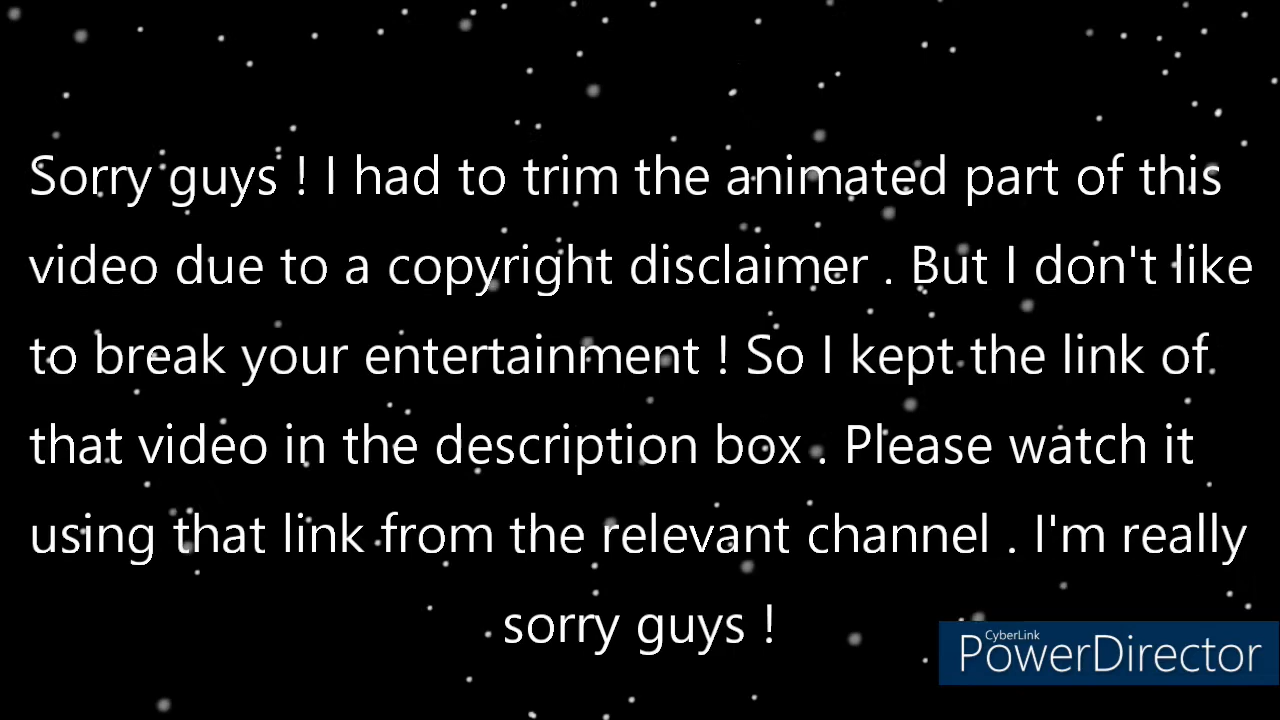 Sorry guys ! I had to trim the animated part of this
video due to a copyright disclaimer . But I don't like
to break your entertainment ! So I kept the link of
that video in the description box . Please watch it
using that link from the relevant channel . I'm really
sorry guys !
CyberLink
PowerDirector